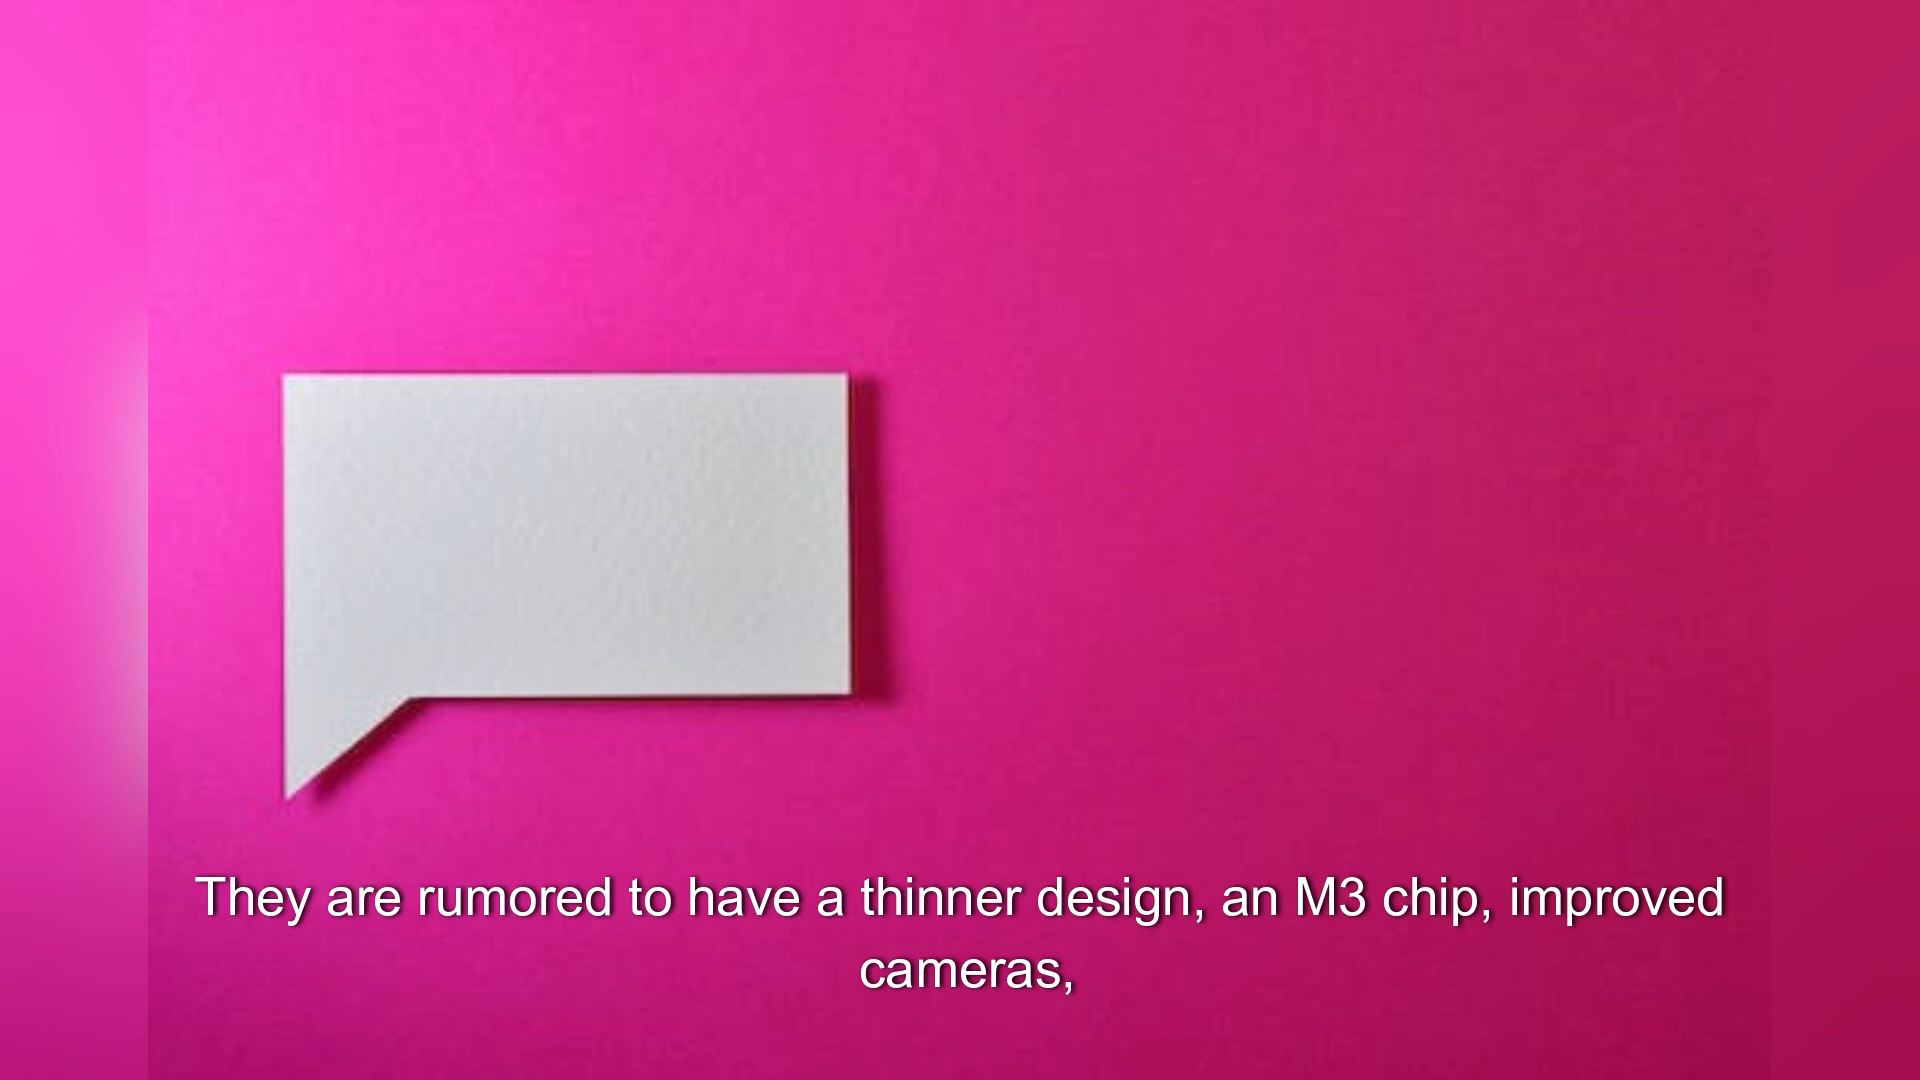 They are rumored to have a thinner design, an M3 chip, improved
cameras,